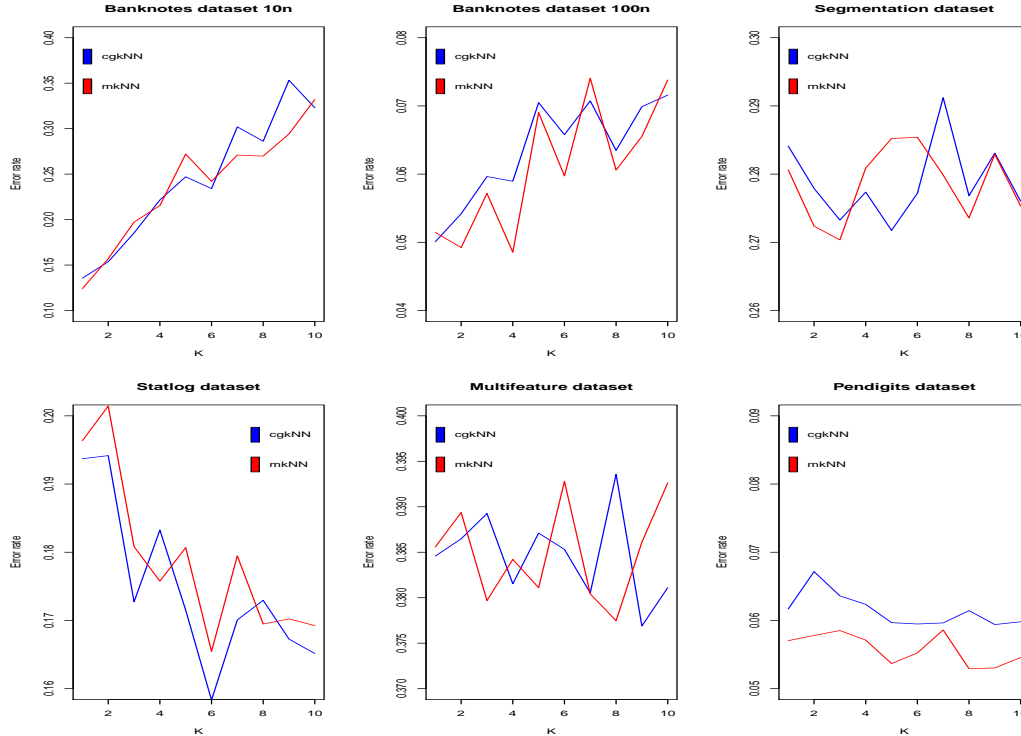 Banknotes dataset 10n
Error rate
0.40
0.35
0.30
0.25
0.20
0.15
0.10
cgkNN
mkNN
2 4 6 8 10
K
Banknotes dataset 100n
Error rate
0.08
0.07
0.06
0.05
0.04
cgkNN
mkNN
2 4 6 8 10
K
Segmentation dataset
Error rate
0.30
0.29
0.28
0.27
0.26
cgkNN
mkNN
2 4 6 8 10
K
Statlog dataset
Error rate
0.20
0.19
0.18
0.17
0.16
cgkNN
mkNN
2 4 6 8 10
K
Multifeature dataset
Error rate
0.400
0.395
0.390
0.385
0.380
0.375
0.370
cgkNN
mkNN
2 4 6 8 10
K
Pendigits dataset
Error rate
0.09
0.08
0.07
0.06
0.05
cgkNN
mkNN
2 4 6 8 10
K